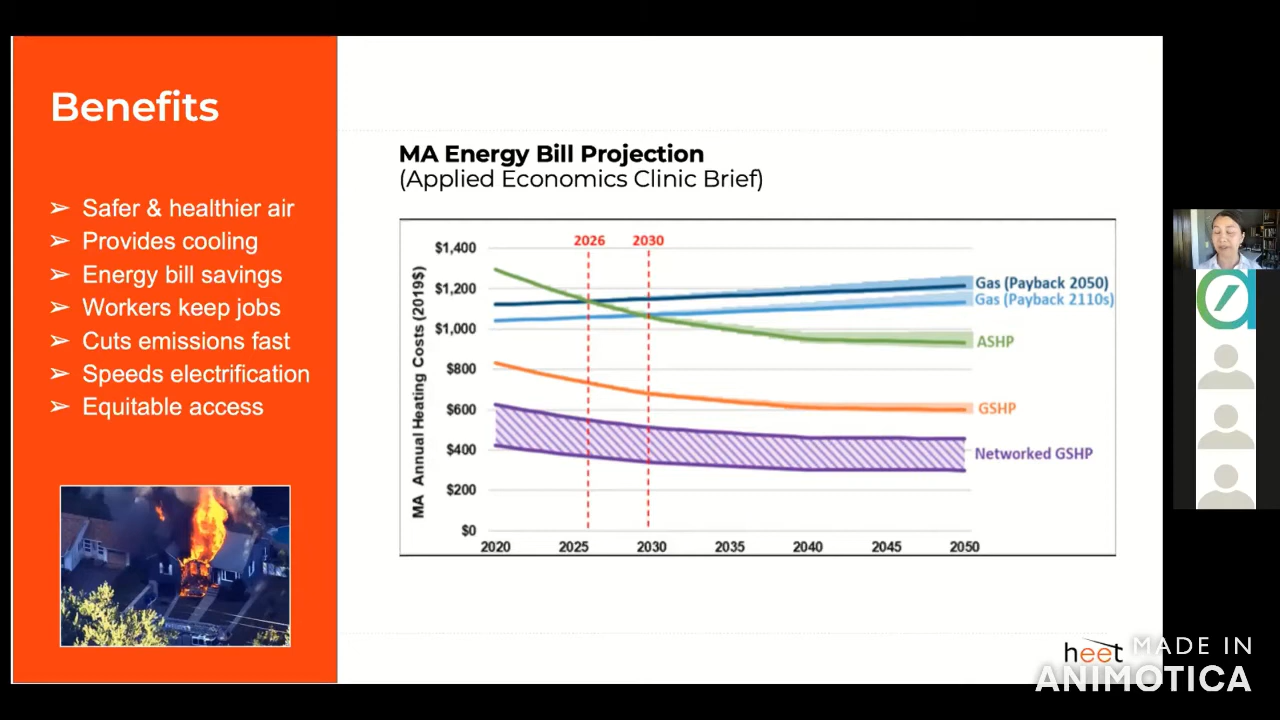 Benefits
➢ Safer & healthier air
➢ Provides cooling
➢ Energy bill savings
➢ Workers keep jobs
➢ Cuts emissions fast
➢ Speeds electrification
➢ Equitable access
MA Energy Bill Projection
(Applied Economics Clinic Brief)
MA Annual Heating Costs (2019$)
$1,400
$1,200
$1,000
$800
$600
$400
$200
$0
2026 2030
Gas (Payback 2050)
Gas (Payback 2110s)
ASHP
GSHP
Networked GSHP
2020 2025 2030 2035 2040 2045 2050
heet
MADE IN
ANIMOTICA